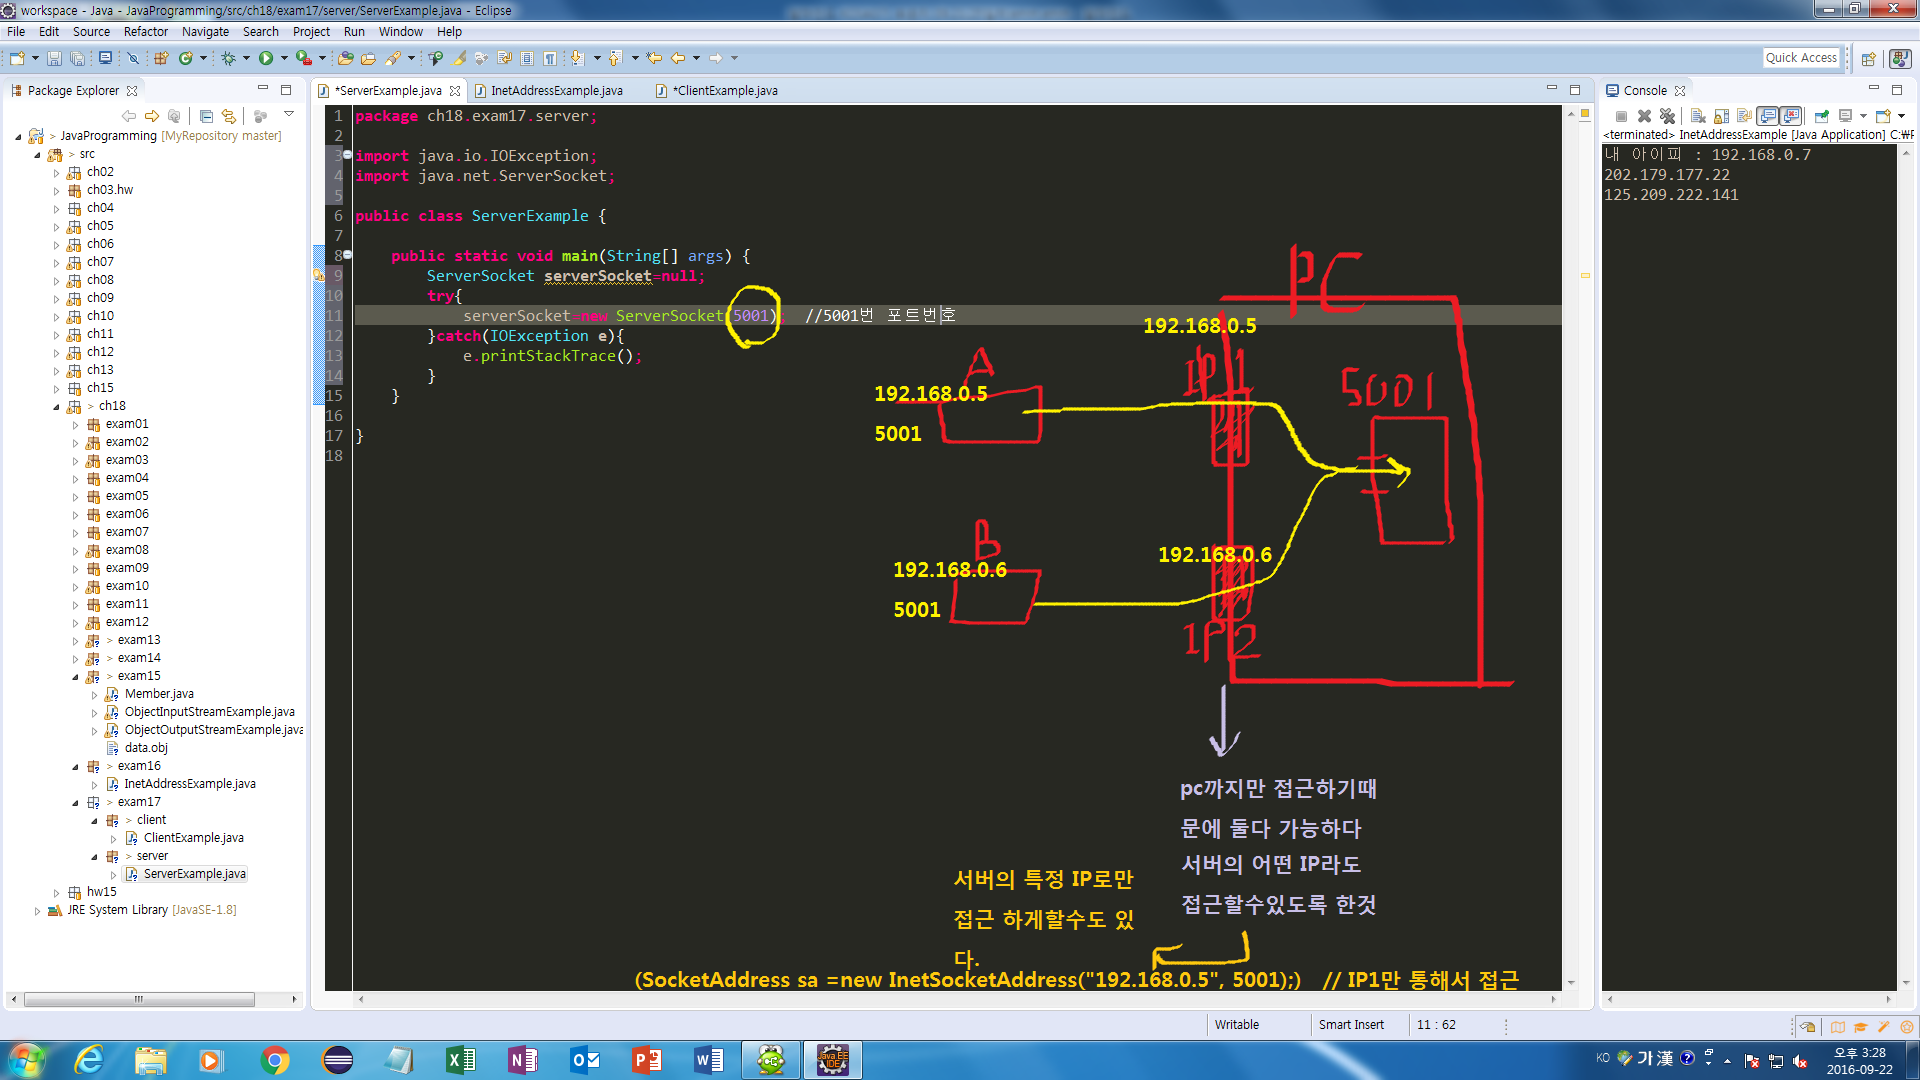 workspace - Java - JavaProgramming/src/ch18/exam17/server/ServerExample.java - Eclipse
File Edit Source Refactor Navigate Search Project Run Window Help
Quick Access
Package Explorer
JavaProgramming [MyRepository master]
src
ch02
ch03.hw
ch04
ch05
ch06
ch07
ch08
ch09
ch10
ch11
ch12
ch13
ch15
ch18
exam01
exam02
exam03
exam04
exam05
exam06
exam07
exam08
exam09
exam10
exam11
exam12
exam13
exam14
exam15
Member.java
ObjectInputStreamExample.java
ObjectOutputStreamExample.java
data.obj
exam16
InetAddressExample.java
exam17
client
ClientExample.java
server
ServerExample.java
hw15
JRE System Library [JavaSE-1.8]
*ServerExample.java InetAddressExample.java *ClientExample.java
1 package ch18.exam17.server;
2
3 import java.io.IOException;
4 import java.net.ServerSocket;
5
6 public class ServerExample {
7
8 public static void main(String[] args) {
9 ServerSocket serverSocket=null;
10 try{
11 serverSocket=new ServerSocket(5001); //5001번 포트번호
12 }catch(IOException e){
13 e.printStackTrace();
14 }
15 }
16
17 }
18
PC
192.168.0.5
IP1
A
192.168.0.5
5001
5001
B
192.168.0.6
5001
192.168.0.6
IP2
pc까지만 접근하기때
문에 둘다 가능하다
서버의 어떤 IP라도
접근할수있도록 한것
서버의 특정 IP로만
접근 하게할수도 있
다.
(SocketAddress sa =new InetSocketAddress("192.168.0.5", 5001);) // IP1만 통해서 접근
Console
<terminated> InetAddressExample [Java Application] C:\P
내 아이피 : 192.168.0.7
202.179.177.22
125.209.222.141
Writable Smart Insert 11 : 62
KO 가 漢
오후 3:28
2016-09-22